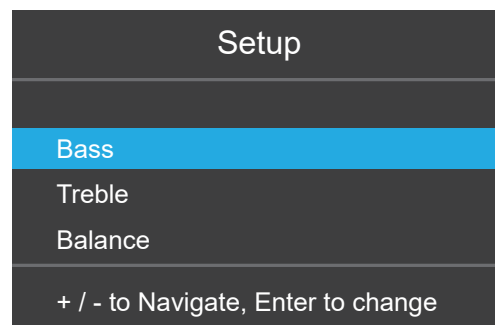 Setup
Bass
Treble
Balance
+ / - to Navigate, Enter to change